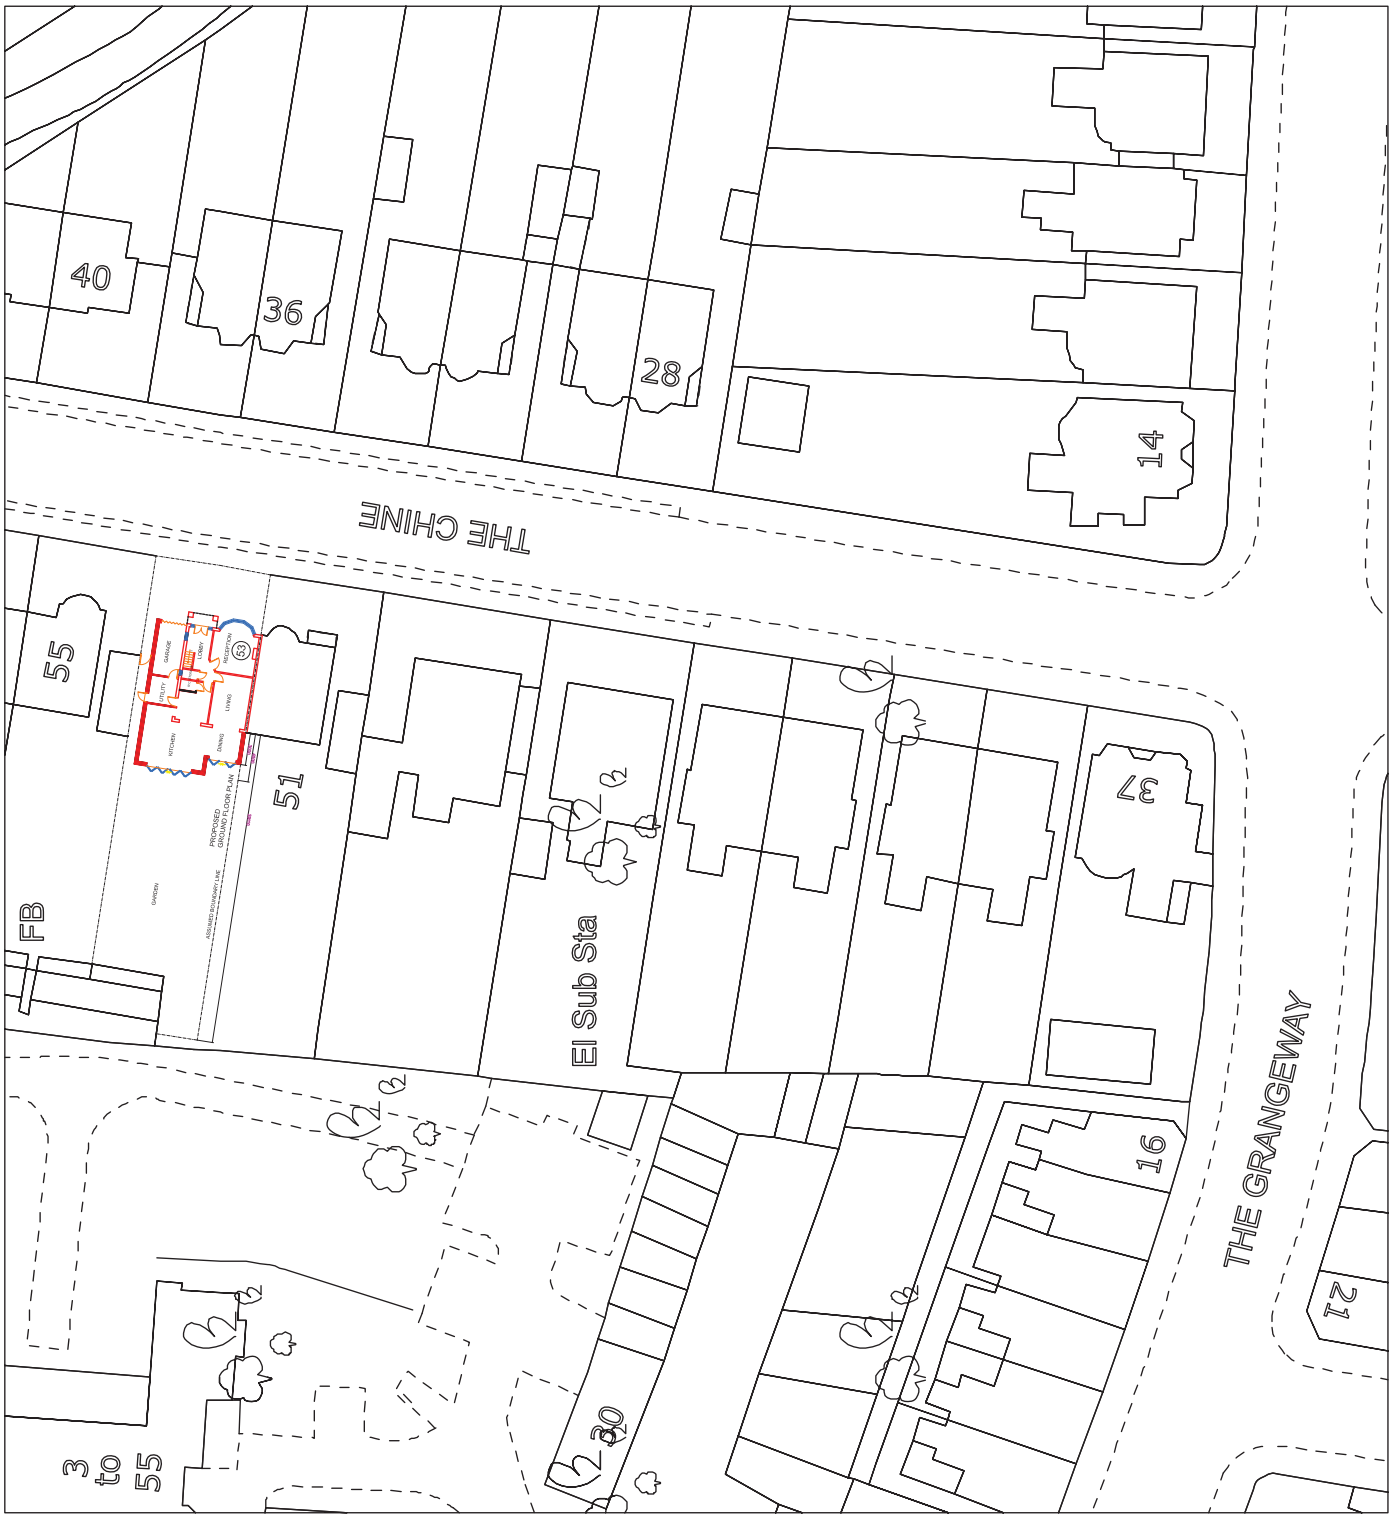 40
36
28
14
THE CHINE
55
GARAGE
LOBBY
RECEPTION
53
UTILITY
LIVING
KITCHEN
DINING
51
PROPOSED
GROUND FLOOR PLAN
GARDEN
ASSUMED BOUNDARY LINE
37
FB
El Sub Sta
THE GRANGEWAY
16
21
30
3
to
55